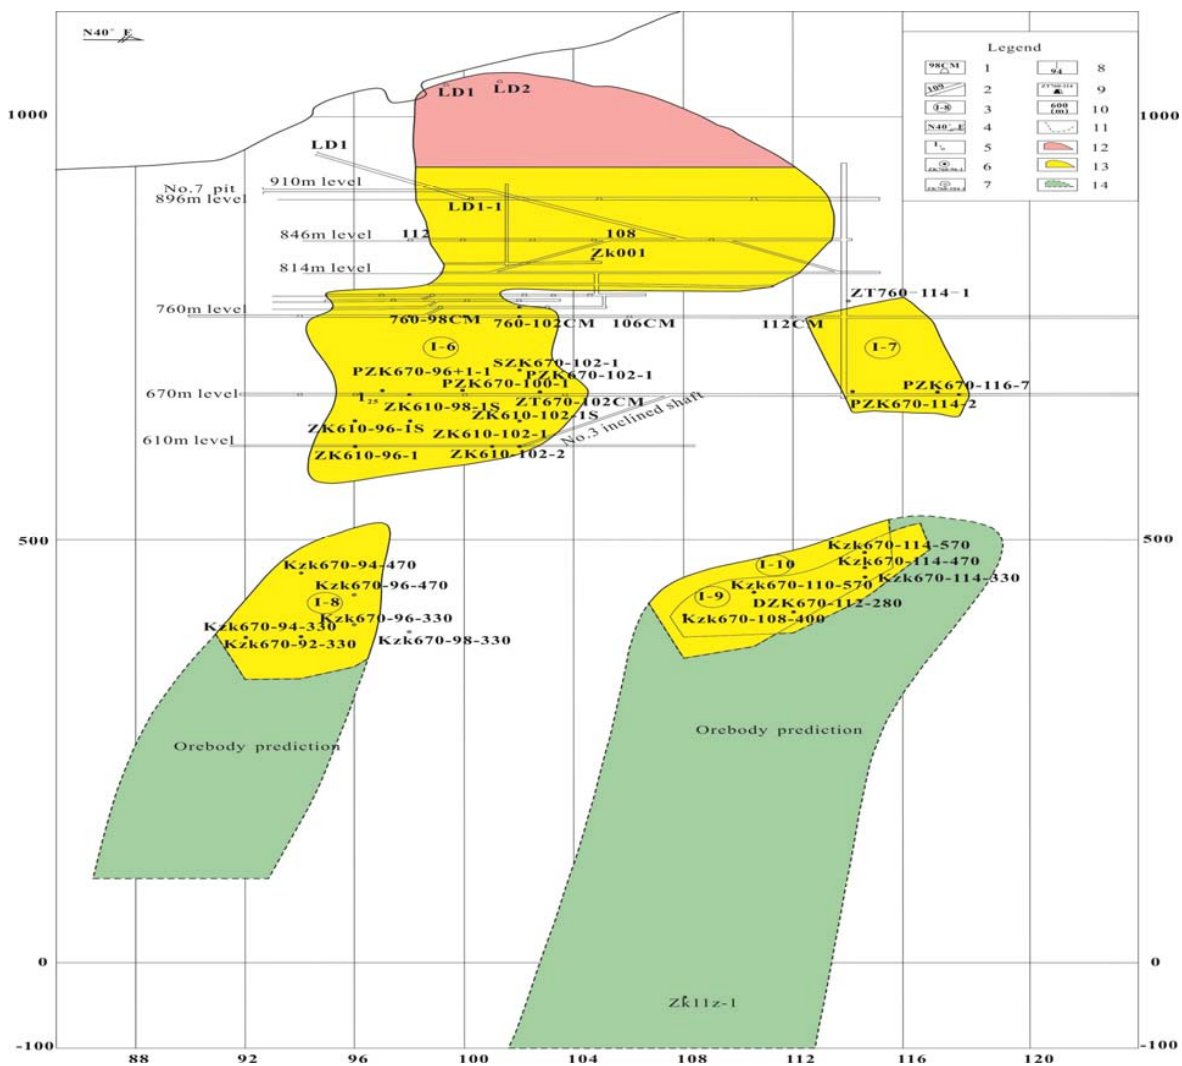 N40° E
Legend
98CM 1
109 2
I-8 3
N40° E 4
5
6
7
94 8
ZT760-114 9
600 (m) 10
11
12
13
14
1000
1000
LD1
LD2
LD1
No.7 pit
910m level
896m level
LD1-1
846m level
112
108
Zk001
814m level
ZT760-114-1
760m level
760-98CM
760-102CM
106CM
112CM
I-6
I-7
SZK670-102-1
PZK670-96+1-1
PZK670-102-1
PZK670-100-1
PZK670-116-7
670m level
I25
ZK610-98-1S
ZT670-102CM
PZK670-114-2
ZK610-102-1S
ZK610-96-1S
ZK610-102-1
No.3 inclined shaft
610m level
ZK610-96-1
ZK610-102-2
500
500
Kzk670-94-470
Kzk670-114-570
I-10
Kzk670-114-470
Kzk670-96-470
Kzk670-110-570
Kzk670-114-330
I-8
I-9
DZK670-112-280
Kzk670-96-330
Kzk670-108-400
Kzk670-94-330
Kzk670-92-330
Kzk670-98-330
Orebody prediction
Orebody prediction
0
0
Zk11z-1
-100
-100
88 92 96 100 104 108 112 116 120